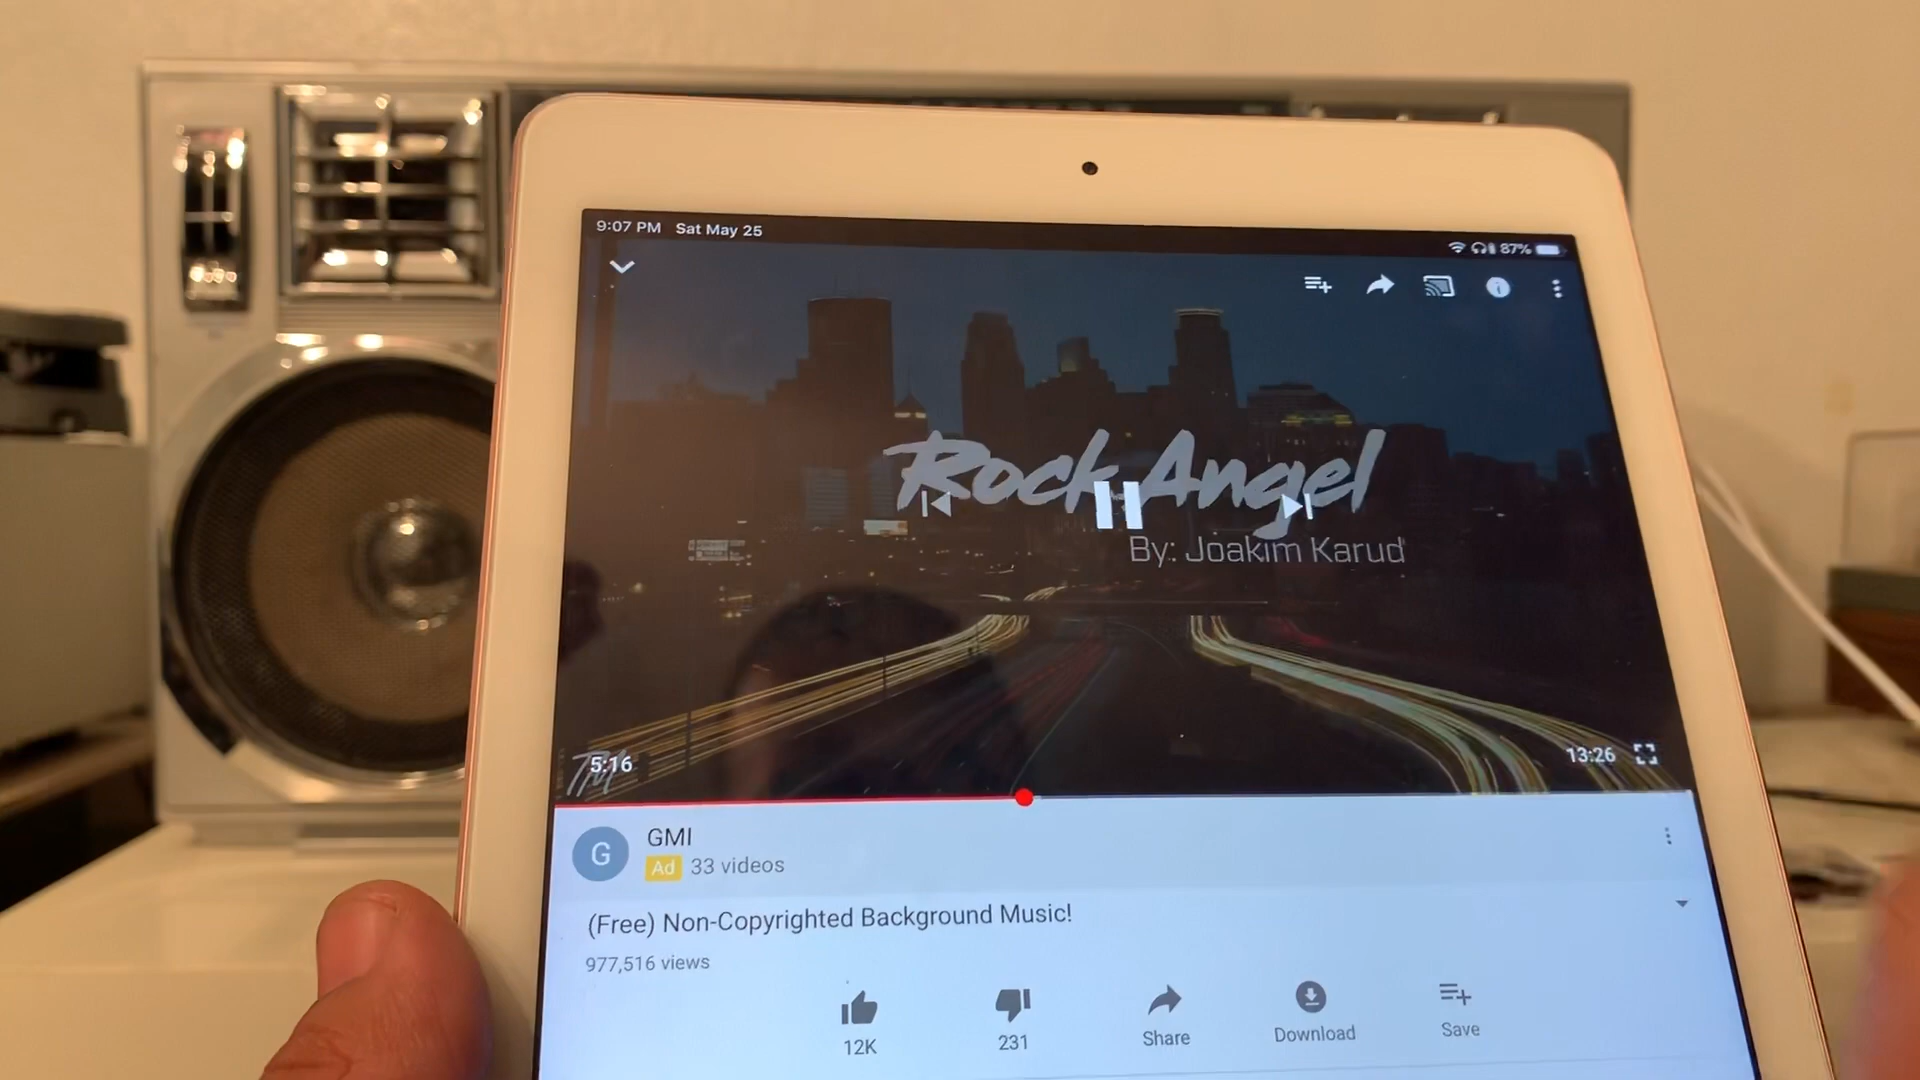 9:07 PM Sat May 25
87%
Rock Angel
By: Joakim Karud
TM
5:16
13:26
G
GMI
Ad 33 videos
(Free) Non-Copyrighted Background Music!
977,516 views
12K
231
Share
Download
Save